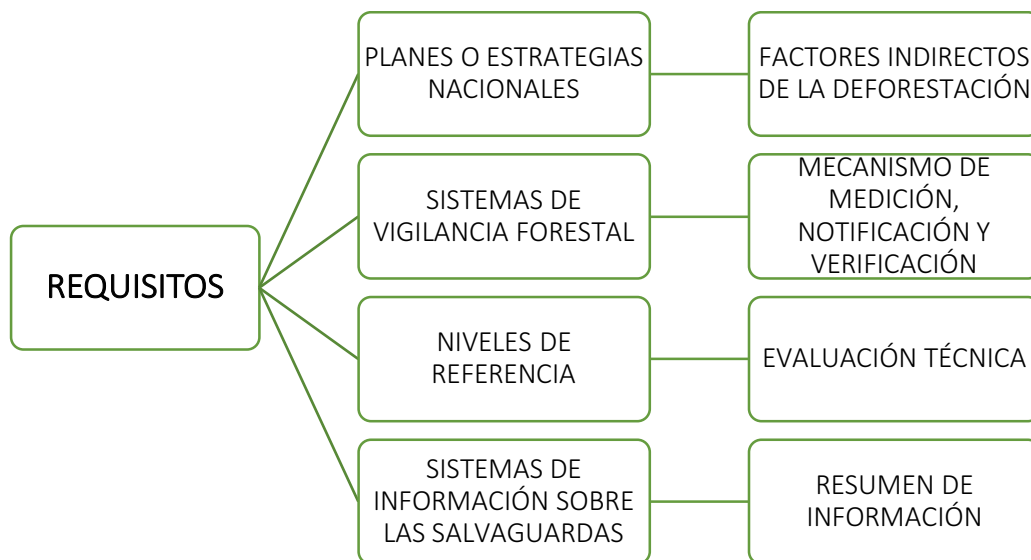 PLANES O ESTRATEGIAS
NACIONALES
FACTORES INDIRECTOS
DE LA DEFORESTACIÓN
SISTEMAS DE
VIGILANCIA FORESTAL
MECANISMO DE
MEDICIÓN,
NOTIFICACIÓN Y
VERIFICACIÓN
REQUISITOS
NIVELES DE
REFERENCIA
EVALUACIÓN TÉCNICA
SISTEMAS DE
INFORMACIÓN SOBRE
LAS SALVAGUARDAS
RESUMEN DE
INFORMACIÓN